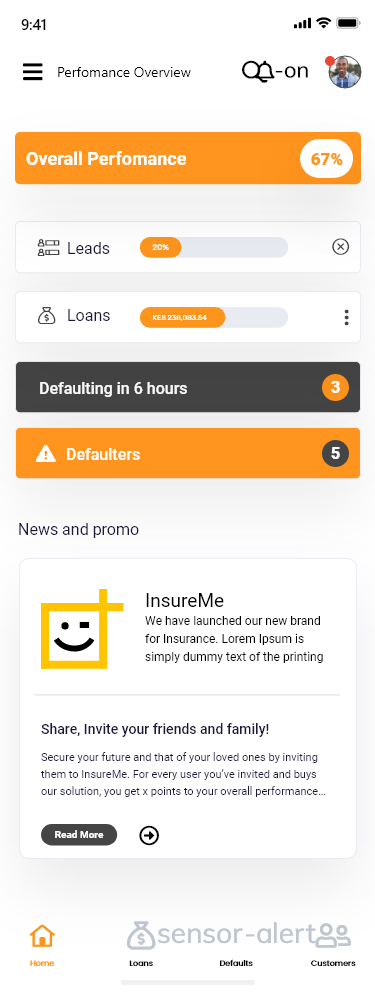 9:41
Perfomance Overview
-on
Overall Perfomance
67%
Leads
20%
Loans
KES 238,083.54
Defaulting in 6 hours
3
Defaulters
5
News and promo
InsureMe
We have launched our new brand
for Insurance. Lorem Ipsum is
simply dummy text of the printing
Share, Invite your friends and family!
Secure your future and that of your loved ones by inviting
them to InsureMe. For every user you’ve invited and buys
our solution, you get x points to your overall performance...
Read More
sensor-alert
Home
Loans
Defaults
Customers